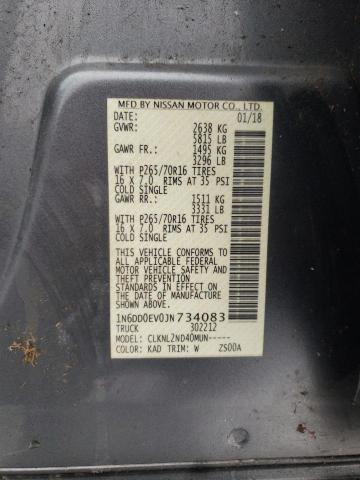 MFD BY NISSAN MOTOR CO., LTD.
01/18
GVWR: 2638 KG
5815 LB
GAWR FR.: 1495 KG
3296 LB
WITH P265/70R16 TIRES
16 X 7.0 RIMS AT 35 PSI
COLD SINGLE
GAWR RR.: 1511 KG
3331 LB
WITH P265/70R16 TIRES
16 X 7.0 RIMS AT 35 PSI
COLD SINGLE
THIS VEHICLE CONFORMS TO
ALL APPLICABLE FEDERAL
MOTOR VEHICLE SAFETY AND
THEFT PREVENTION STANDARDS
IN EFFECT ON THE DATE OF
MANUFACTURE SHOWN ABOVE.
1N6DD0EV0JN734083
TRUCK 302212
MODEL: CLKNL2ND40MUN-----
COLOR: KAD TRIM: W ZS00A